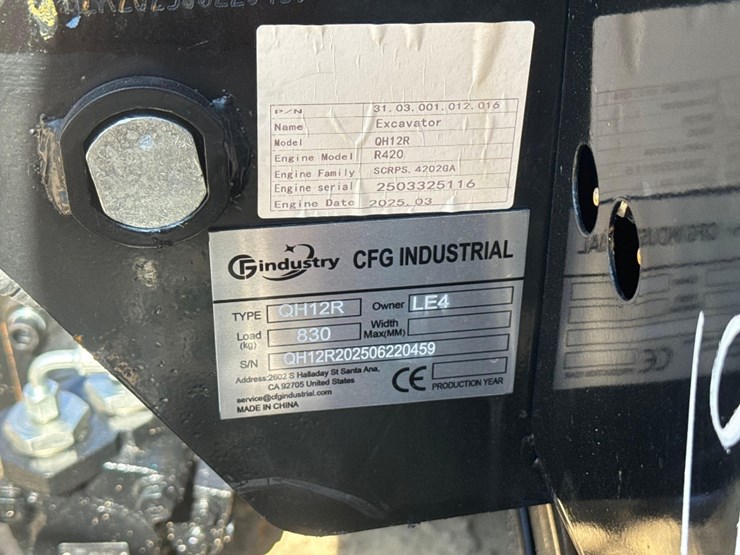 P/N 31.03.001.012.016
Name Excavator
Model QH12R
Engine Model R420
Engine Family SCRPS.4202GA
Engine serial 2503325116
Engine Date 2025.03
industry CFG INDUSTRIAL
TYPE QH12R Owner LE4
Load (kg) 830 Width Max(MM)
S/N QH12R202506220459
Address:2602 S Halladay St Santa Ana,
CA 92705 United States
service@cfgindustrial.com
MADE IN CHINA
CE PRODUCTION YEAR